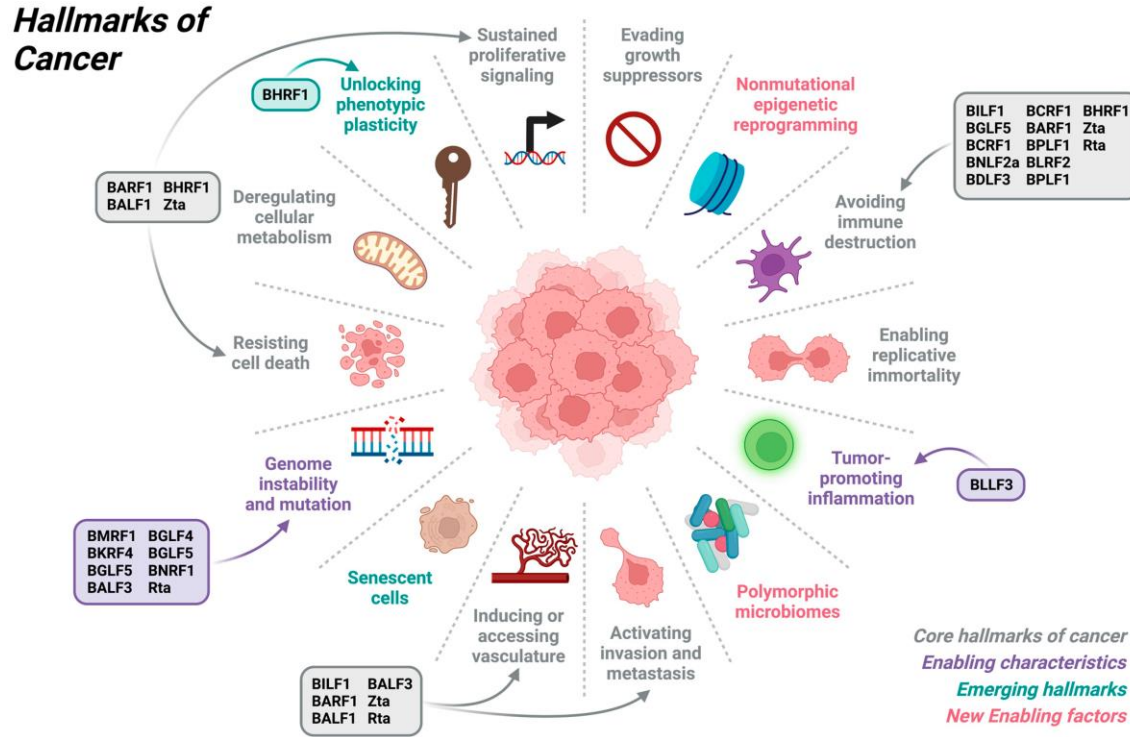 Hallmarks of
Cancer
Sustained
proliferative
signaling
Evading
growth
suppressors
BHRF1
Unlocking
phenotypic
plasticity
Nonmutational
epigenetic
reprogramming
BILF1 BCRF1 BHRF1
BGLF5 BARF1 Zta
BCRF1 BPLF1 Rta
BNLF2a BLRF2
BDLF3 BPLF1
BARF1 BHRF1
BALF1 Zta
Deregulating
cellular
metabolism
Avoiding
immune
destruction
Resisting
cell death
Enabling
replicative
immortality
Genome
instability
and mutation
Tumor-
promoting
inflammation
BLLF3
BMRF1 BGLF4
BKRF4 BGLF5
BGLF5 BNRF1
BALF3 Rta
Senescent
cells
Inducing or
accessing
vasculature
Activating
invasion and
metastasis
Polymorphic
microbiomes
BILF1 BALF3
BARF1 Zta
BALF1 Rta
Core hallmarks of cancer
Enabling characteristics
Emerging hallmarks
New Enabling factors